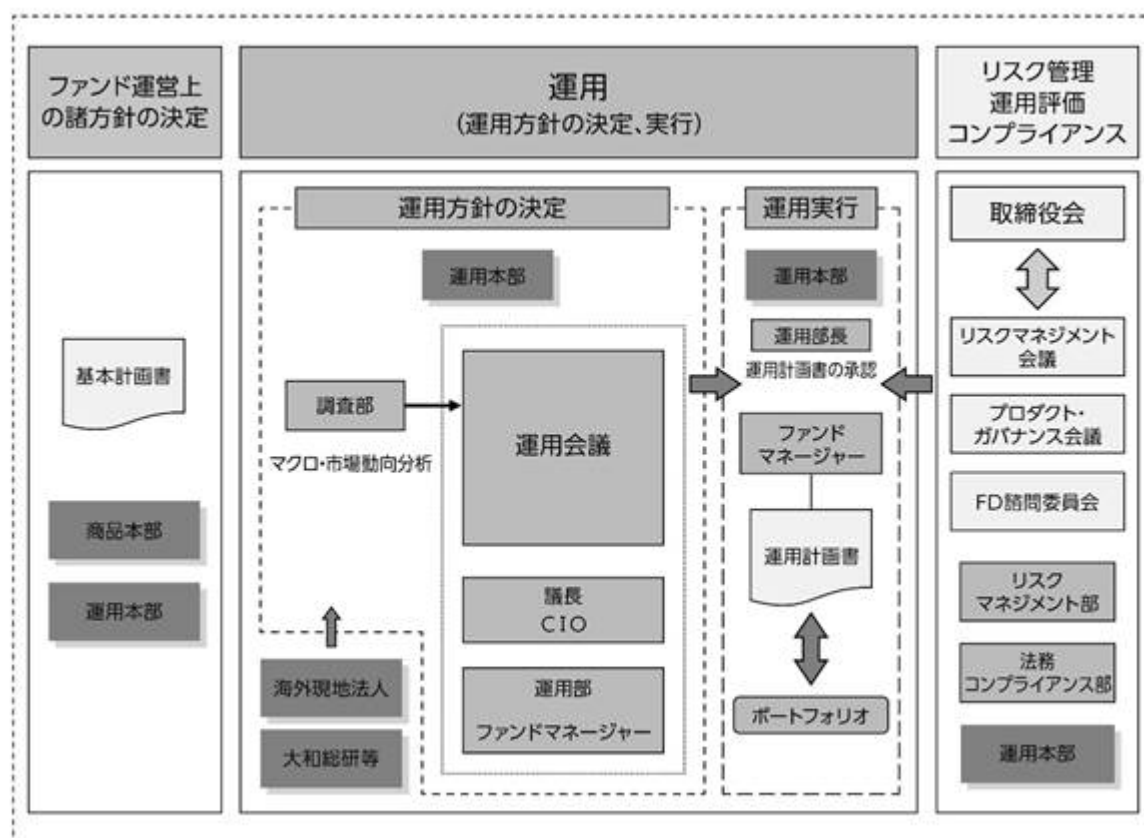 ファンド運営上
の諸方針の決定
運用
(運用方針の決定、実行)
リスク管理
運用評価
コンプライアンス
基本計画書
商品本部
運用本部
運用方針の決定
運用本部
調査部
マクロ・市場動向分析
運用会議
議長
CIO
運用部
ファンドマネージャー
海外現地法人
大和総研等
運用実行
運用本部
運用部長
運用計画書の承認
ファンド
マネージャー
運用計画書
ポートフォリオ
取締役会
リスクマネジメント
会議
プロダクト・
ガバナンス会議
FD諮問委員会
リスク
マネジメント部
法務
コンプライアンス部
運用本部